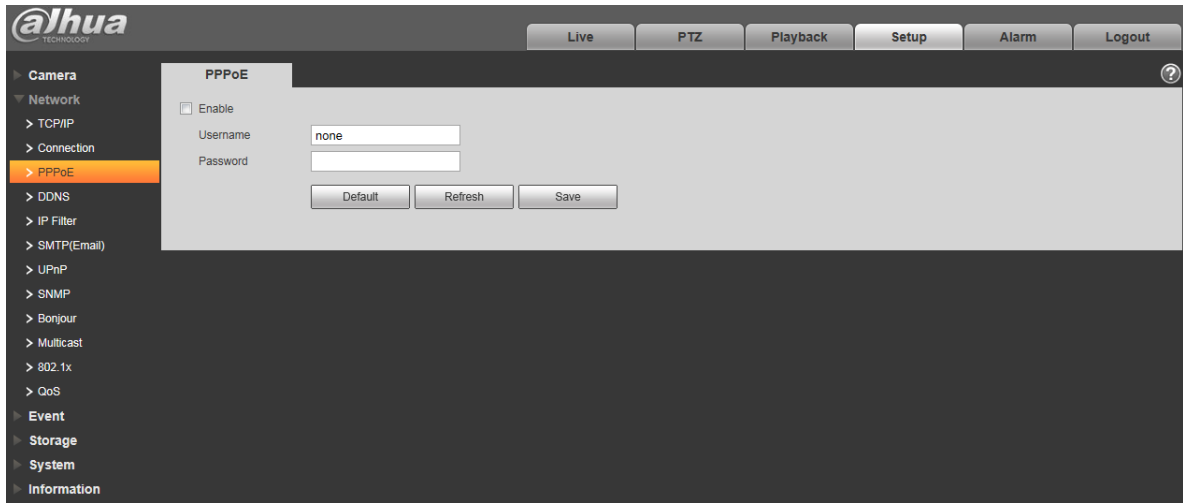 alhua
TECHNOLOGY
Live PTZ Playback Setup Alarm Logout
Camera
Network
> TCP/IP
> Connection
> PPPoE
> DDNS
> IP Filter
> SMTP(Email)
> UPnP
> SNMP
> Bonjour
> Multicast
> 802.1x
> QoS
Event
Storage
System
Information
PPPoE
?
Enable
Username none
Password
Default Refresh Save